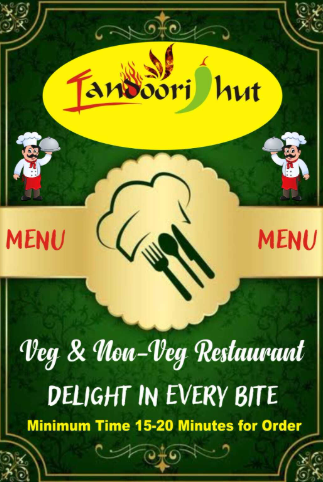 Tandoori hut
MENU MENU
Veg & Non-Veg Restaurant
DELIGHT IN EVERY BITE
Minimum Time 15-20 Minutes for Order